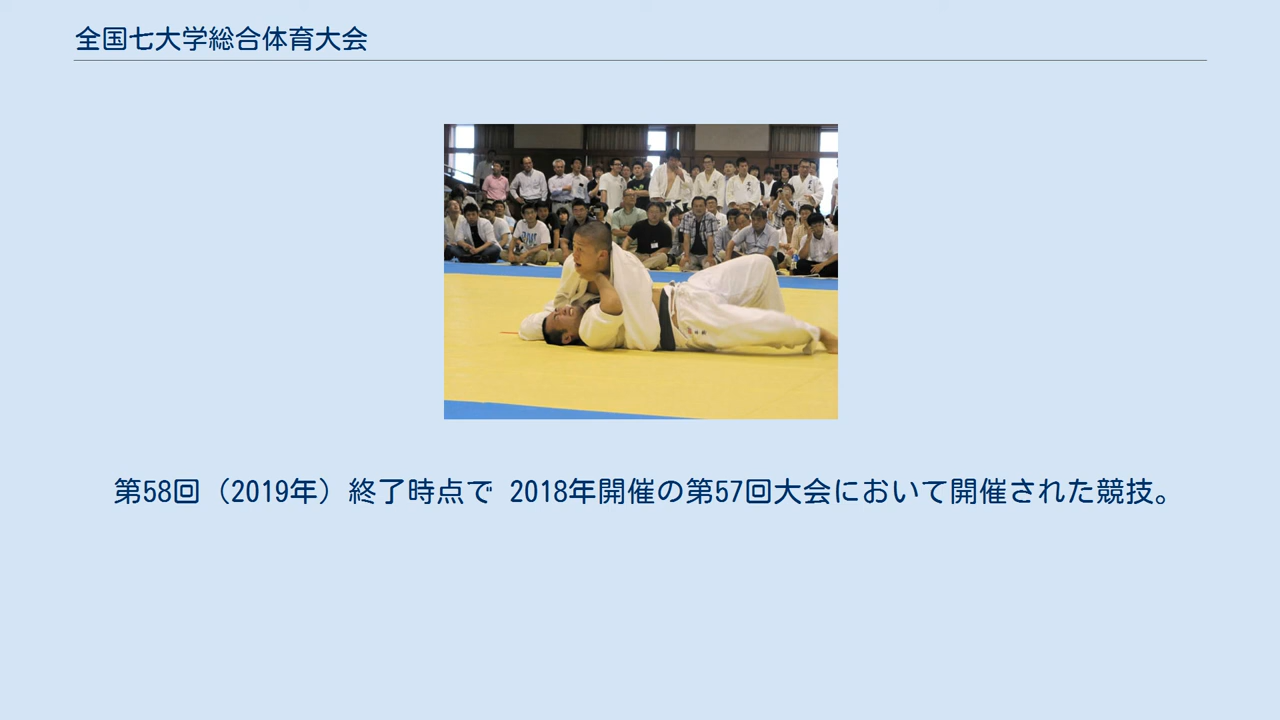 全国七大学総合体育大会
第58回（2019年）終了時点で 2018年開催の第57回大会において開催された競技。